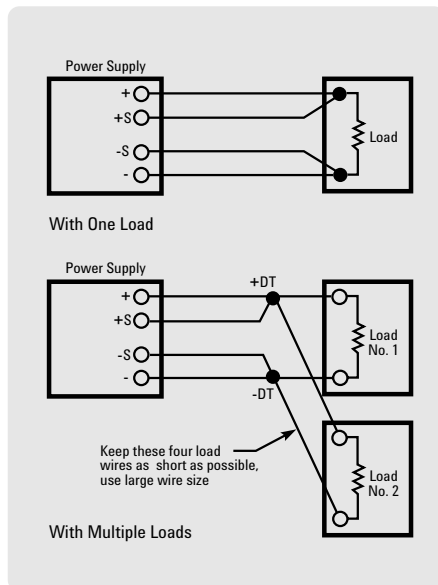 Power Supply
+
+S
-S
-
Load
With One Load
Power Supply
+DT
+
+S
-S
-
-DT
Load
No. 1
Keep these four load
wires as short as possible,
use large wire size
Load
No. 2
With Multiple Loads